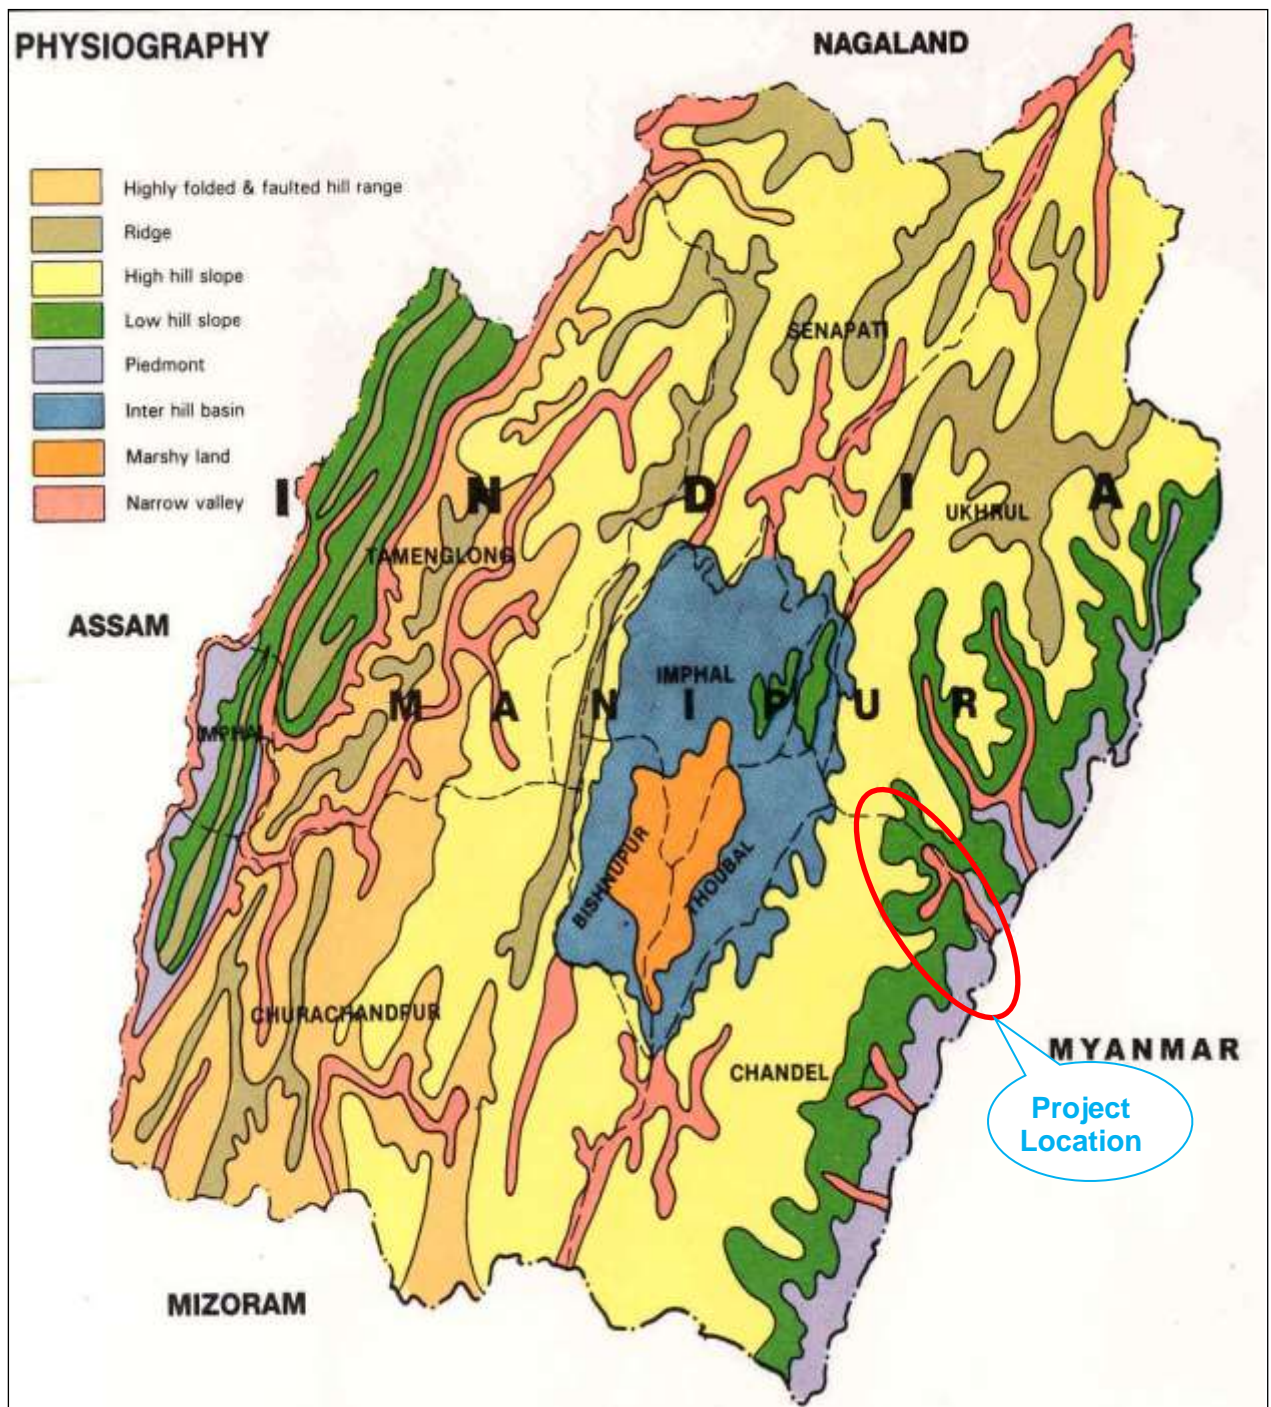 PHYSIOGRAPHY
NAGALAND
Highly folded & faulted hill range
Ridge
High hill slope
Low hill slope
Piedmont
Inter hill basin
Marshy land
Narrow valley
SENAPATI
I N D I A
UKHRUL
TAMENGLONG
ASSAM
IMPHAL
M A N I P U R
IMPHAL
BISHNUPUR
THOUBAL
CHURACHANDPUR
CHANDEL
MYANMAR
Project
Location
MIZORAM